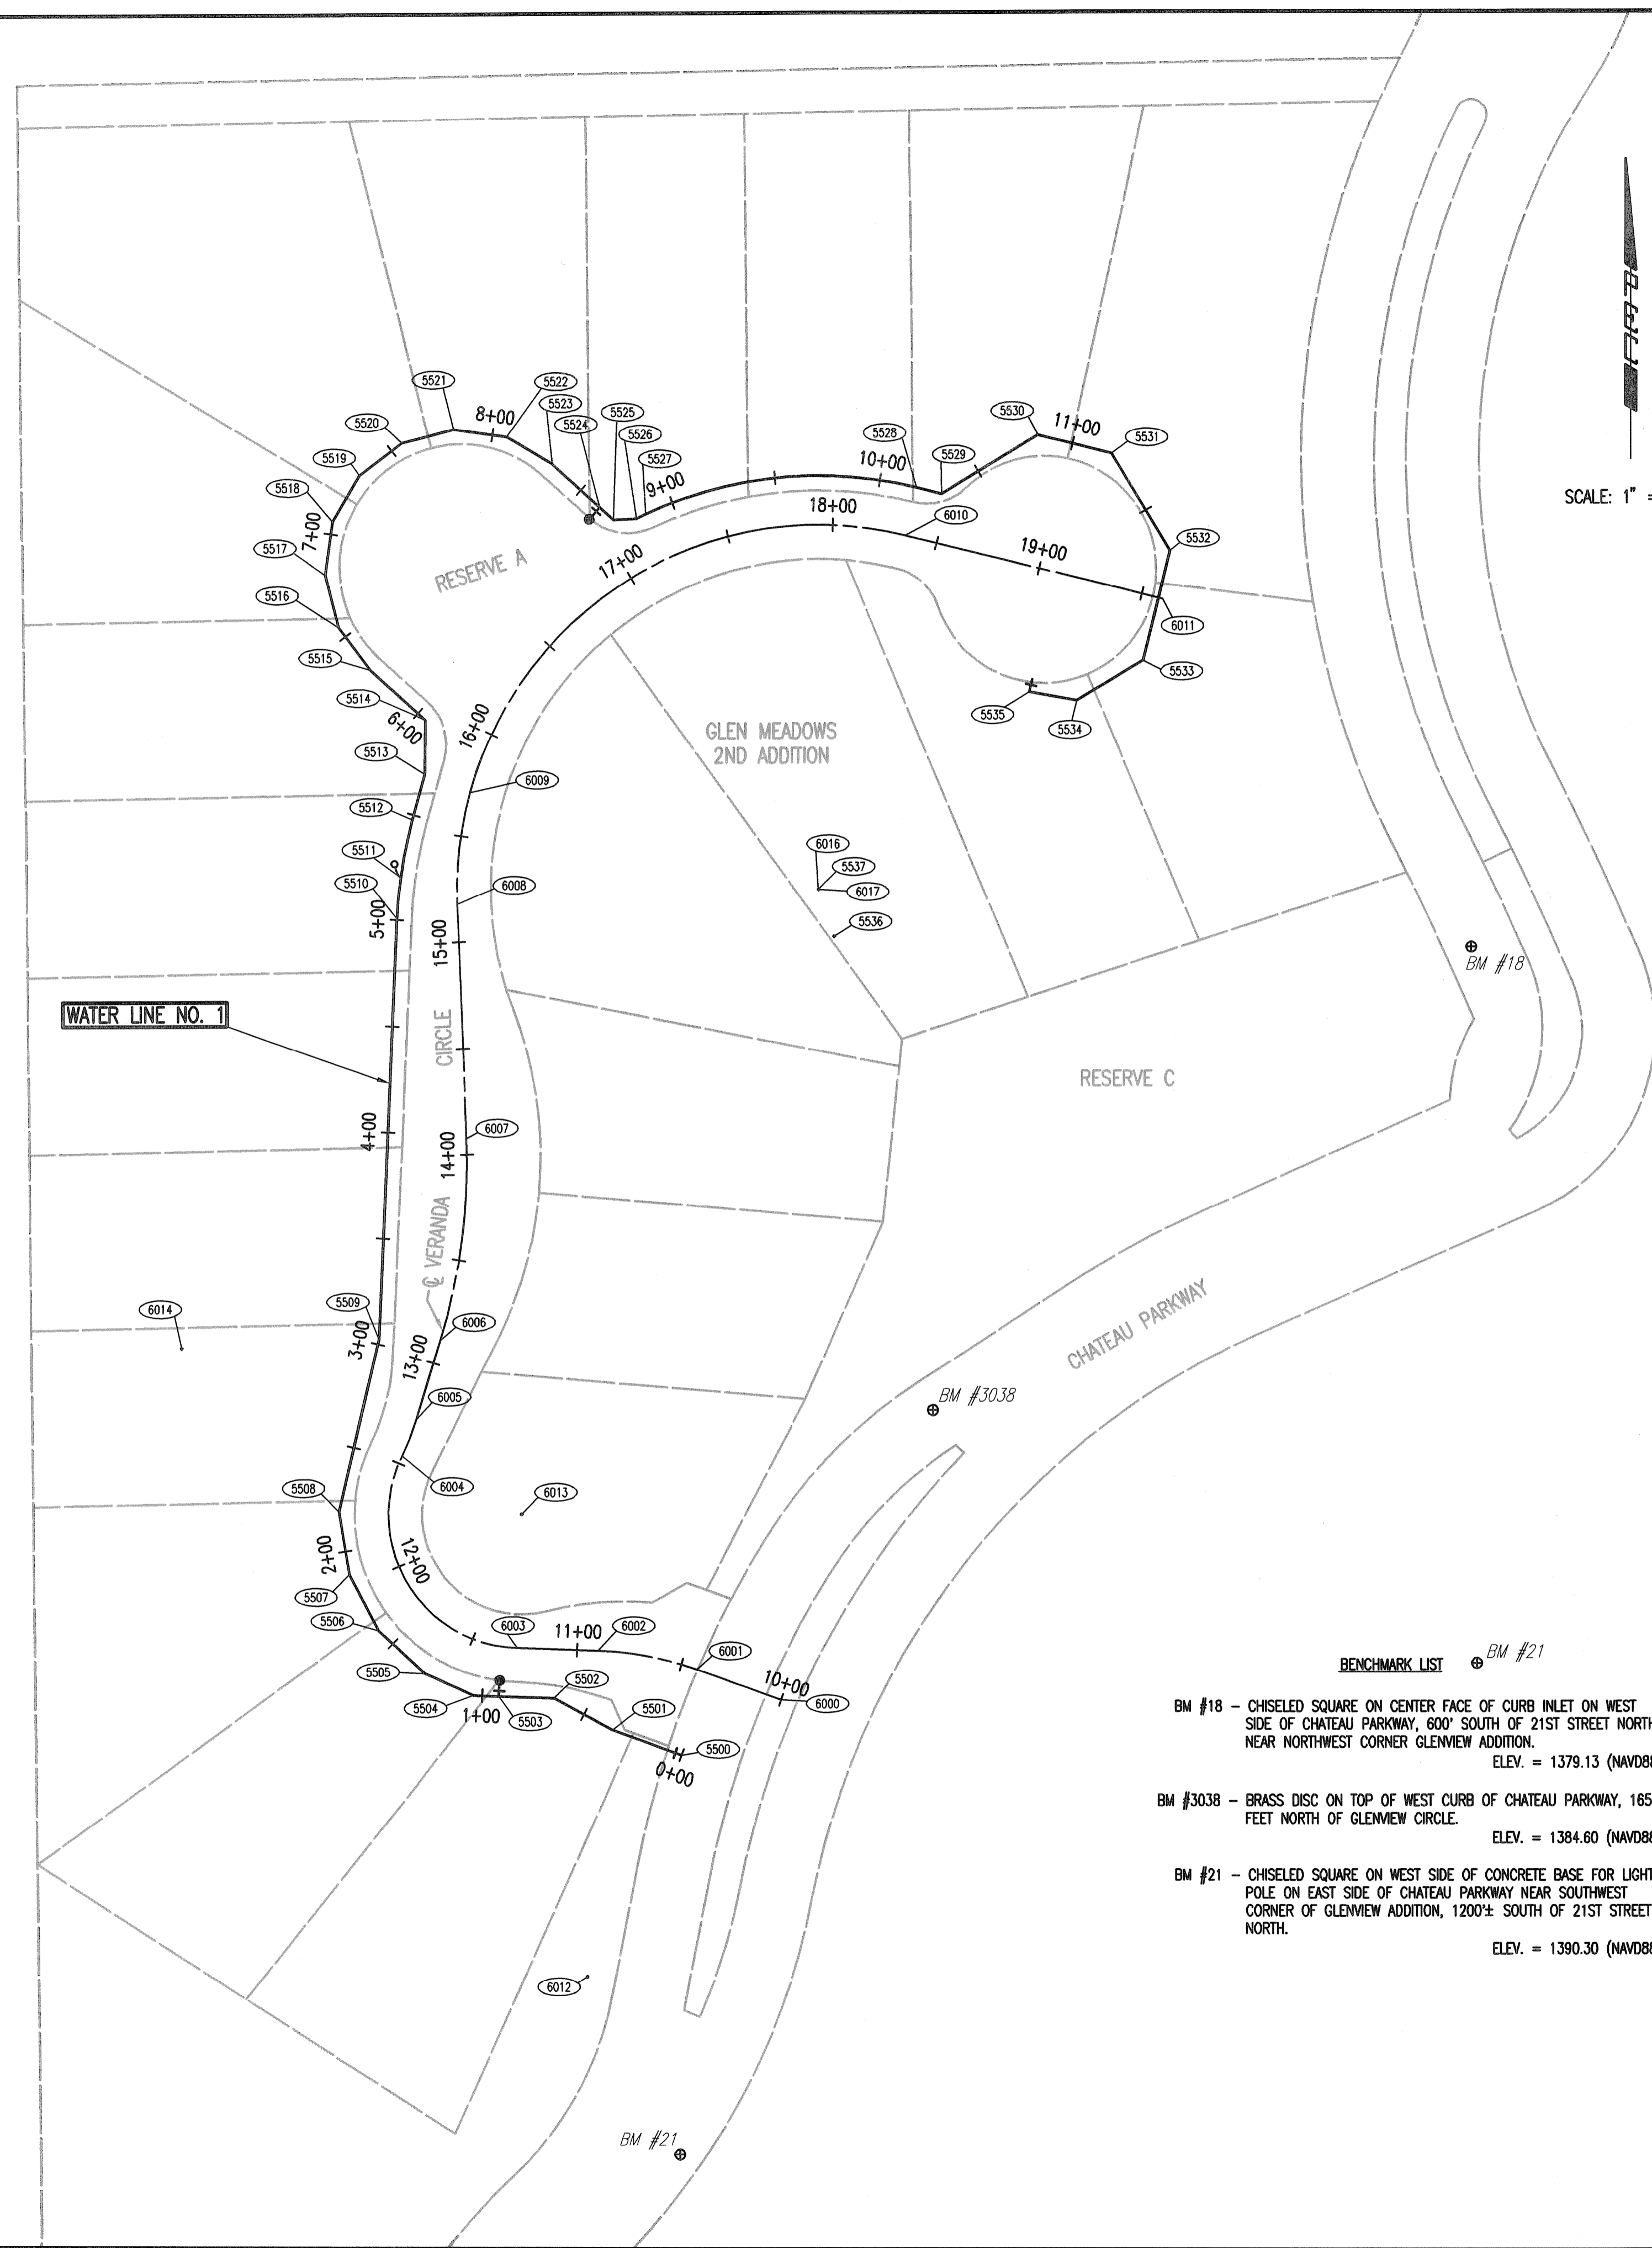 5521
5522
5523
5524
5525
5526
5527
8+00
5520
5519
5518
7+00
5517
5516
5515
5514
6+00
5513
5512
5511
5510
5+00
9+00
5528
10+00
5529
5530
11+00
5531
5532
18+00
6010
19+00
17+00
6011
5533
5534
5535
RESERVE A
16+00
6009
GLEN MEADOWS
2ND ADDITION
6016
5537
6017
5536
6008
15+00
SCALE: 1" =
BM #18
WATER LINE NO. 1
CIRCLE
RESERVE C
4+00
6007
14+00
℄ VERANDA
6014
5509
3+00
6006
13+00
6005
CHATEAU PARKWAY
BM #3038
6004
5508
6013
2+00
12+00
5507
5506
6003
11+00
6002
6001
10+00
6000
5505
5504
1+00
5503
5502
5501
5500
0+00
6012
BM #21
BENCHMARK LIST
BM #21
BM #18 – CHISELED SQUARE ON CENTER FACE OF CURB INLET ON WEST
SIDE OF CHATEAU PARKWAY, 600' SOUTH OF 21ST STREET NORTH
NEAR NORTHWEST CORNER GLENVIEW ADDITION.
ELEV. = 1379.13 (NAVD88
BM #3038 – BRASS DISC ON TOP OF WEST CURB OF CHATEAU PARKWAY, 165
FEET NORTH OF GLENVIEW CIRCLE.
ELEV. = 1384.60 (NAVD88
BM #21 – CHISELED SQUARE ON WEST SIDE OF CONCRETE BASE FOR LIGHT
POLE ON EAST SIDE OF CHATEAU PARKWAY NEAR SOUTHWEST
CORNER OF GLENVIEW ADDITION, 1200'± SOUTH OF 21ST STREET
NORTH.
ELEV. = 1390.30 (NAVD88